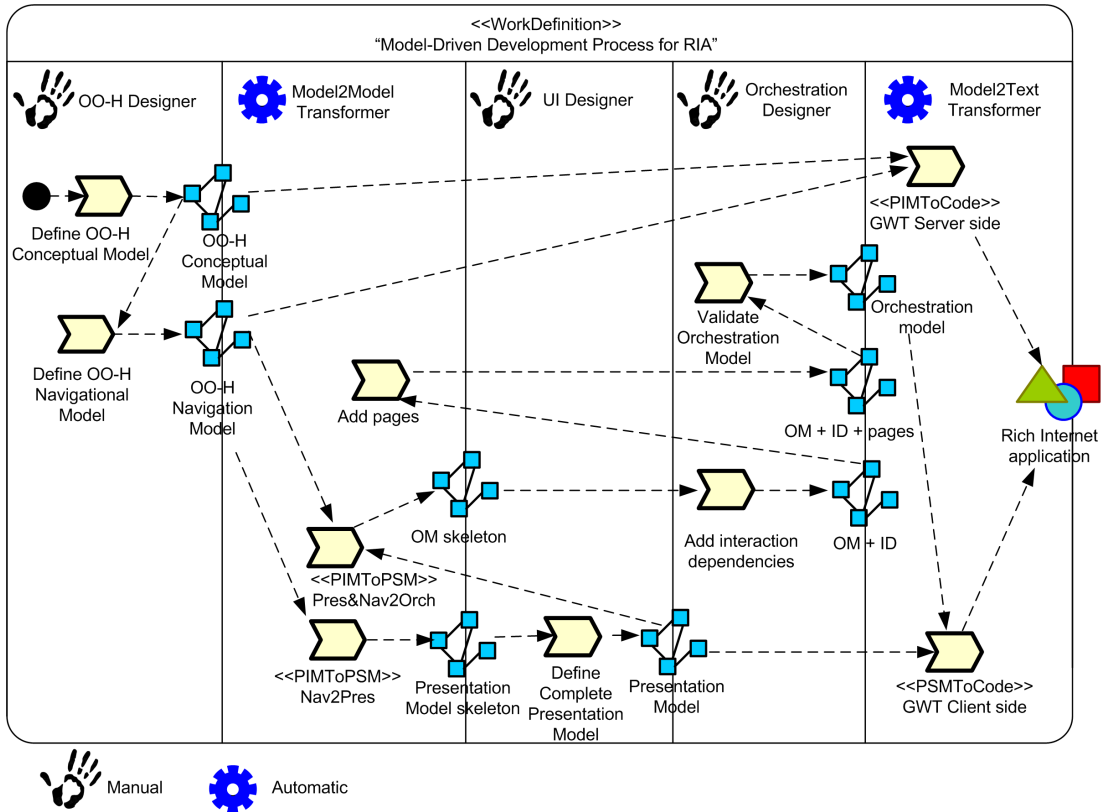 <<WorkDefinition>>
“Model-Driven Development Process for RIA”
OO-H Designer
Model2Model
Transformer
UI Designer
Orchestration
Designer
Model2Text
Transformer
Define OO-H
Conceptual Model
OO-H
Conceptual
Model
<<PIMToCode>>
GWT Server side
Validate
Orchestration
Model
Orchestration
model
Define OO-H
Navigational
Model
OO-H
Navigation
Model
Add pages
OM + ID + pages
Rich Internet
application
OM skeleton
Add interaction
dependencies
OM + ID
<<PIMToPSM>>
Pres&Nav2Orch
<<PIMToPSM>>
Nav2Pres
Presentation
Model skeleton
Define
Complete
Presentation
Model
Presentation
Model
<<PSMToCode>>
GWT Client side
Manual
Automatic